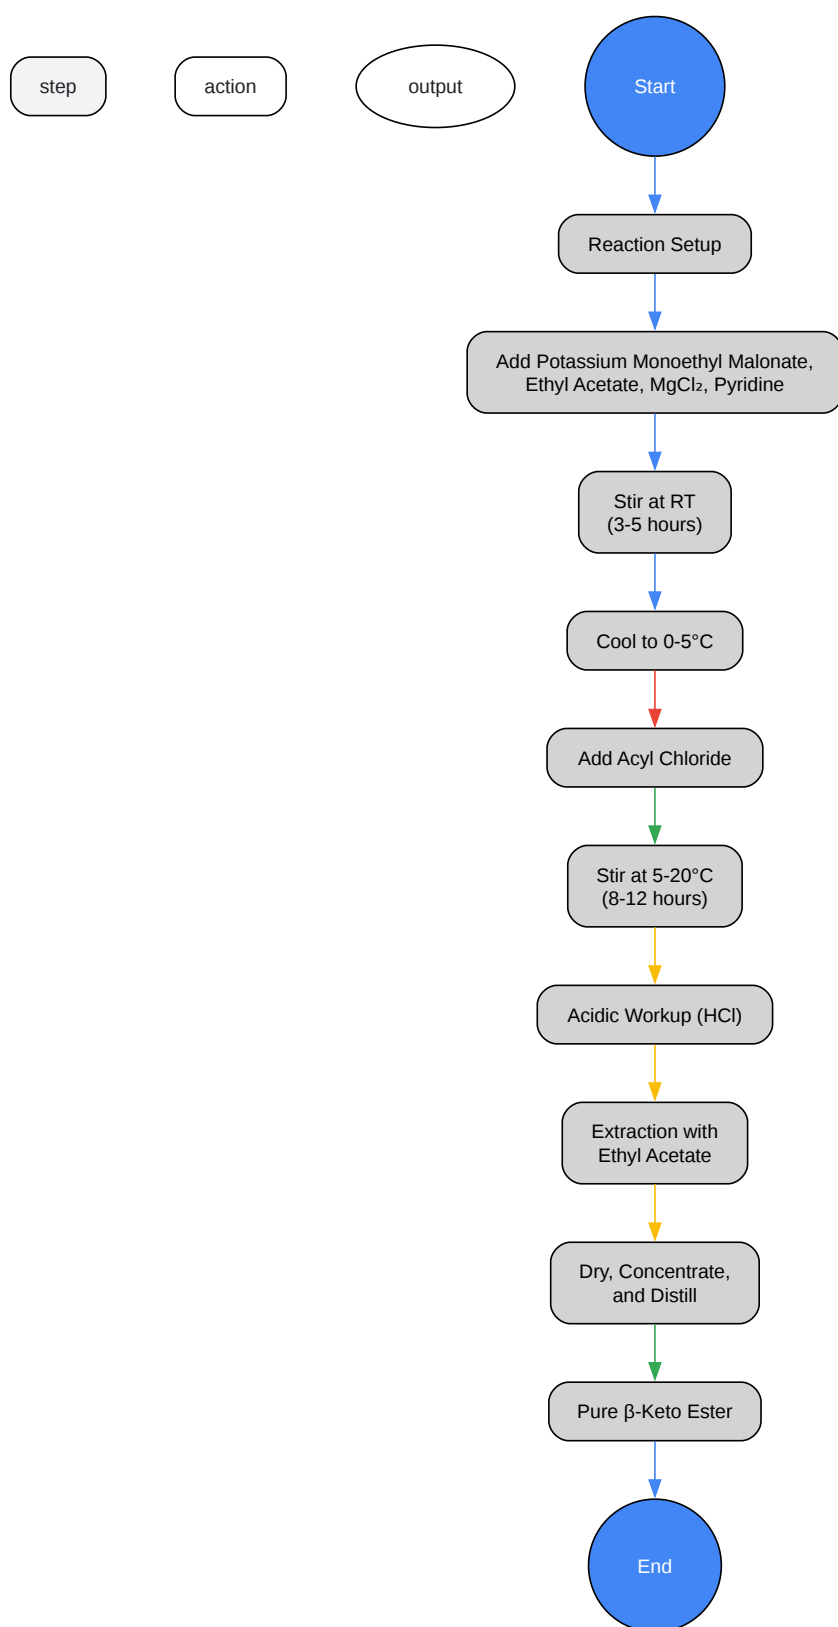 step
action
output
Start
Reaction Setup
Add Potassium Monoethyl Malonate,
Ethyl Acetate, MgCl₂, Pyridine
Stir at RT
(3-5 hours)
Cool to 0-5°C
Add Acyl Chloride
Stir at 5-20°C
(8-12 hours)
Acidic Workup (HCl)
Extraction with
Ethyl Acetate
Dry, Concentrate,
and Distill
Pure β-Keto Ester
End